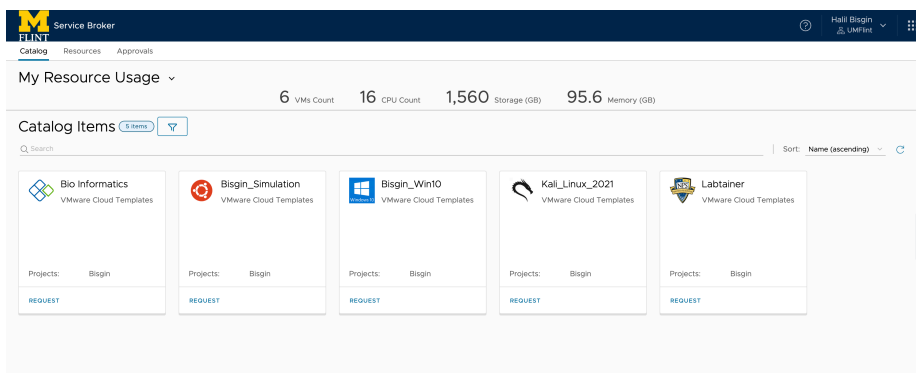 M
FLINT
Service Broker
Halil Bisgin
UMFlint
Catalog Resources Approvals
My Resource Usage
6 VMs Count 16 CPU Count 1,560 Storage (GB) 95.6 Memory (GB)
Catalog Items 5 items
Search
Sort: Name (ascending)
Bio Informatics
VMware Cloud Templates
Projects: Bisgin
REQUEST
Bisgin_Simulation
VMware Cloud Templates
Projects: Bisgin
REQUEST
Windows 10
Bisgin_Win10
VMware Cloud Templates
Projects: Bisgin
REQUEST
Kali_Linux_2021
VMware Cloud Templates
Projects: Bisgin
REQUEST
NPS
Labtainer
VMware Cloud Templates
Projects: Bisgin
REQUEST